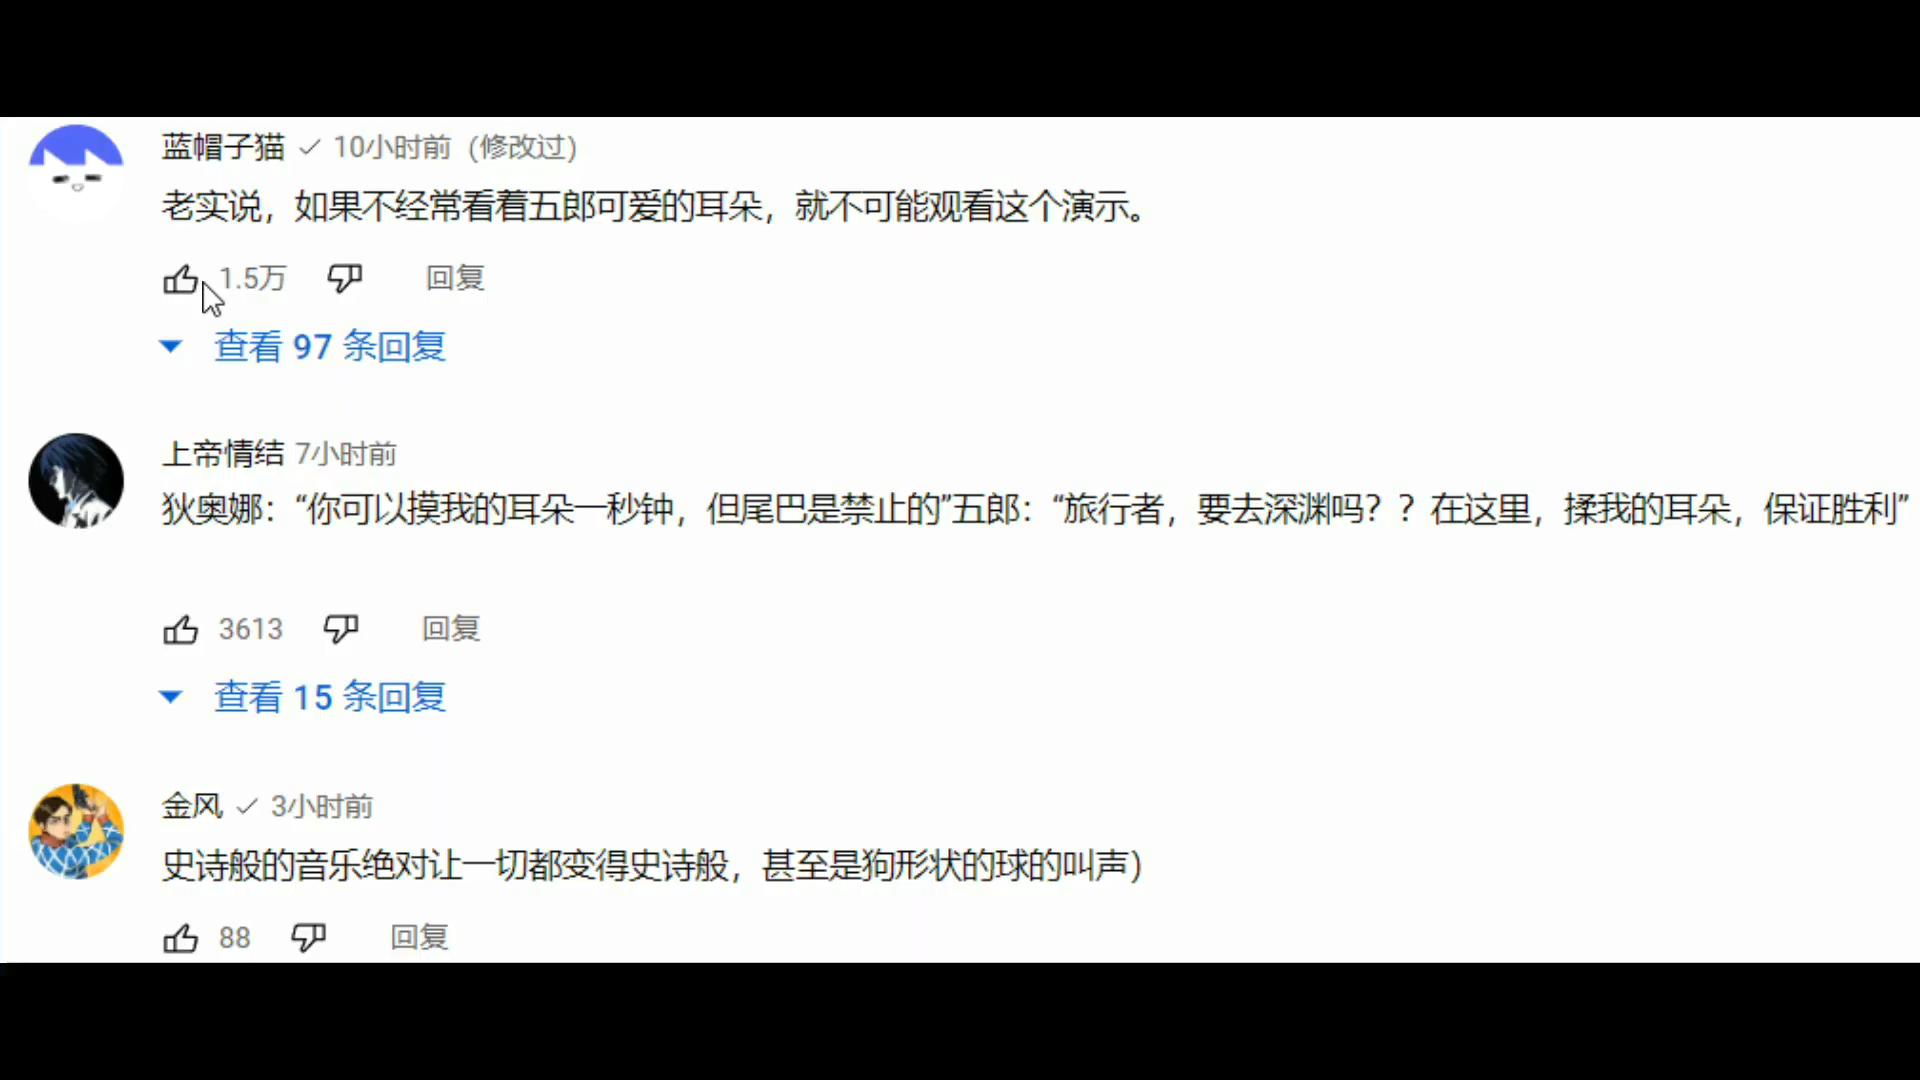 蓝帽子猫 10小时前（修改过）
老实说，如果不经常看着五郎可爱的耳朵，就不可能观看这个演示。
1.5万 回复
查看 97 条回复
上帝情结 7小时前
狄奥娜：“你可以摸我的耳朵一秒钟，但尾巴是禁止的”五郎：“旅行者，要去深渊吗？？在这里，揉我的耳朵，保证胜利”
3613 回复
查看 15 条回复
金风 3小时前
史诗般的音乐绝对让一切都变得史诗般，甚至是狗形状的球的叫声）
88 回复